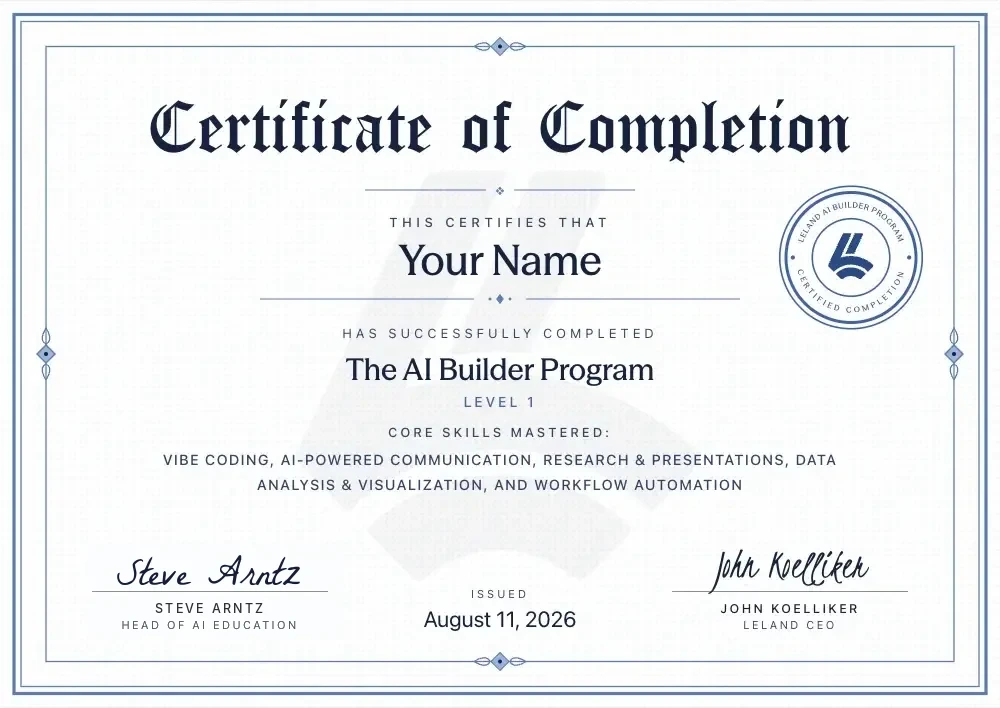 Certificate of Completion
THIS CERTIFIES THAT
Your Name
LELAND AI BUILDER PROGRAM
CERTIFIED COMPLETION
HAS SUCCESSFULLY COMPLETED
The AI Builder Program
LEVEL 1
CORE SKILLS MASTERED:
VIBE CODING, AI-POWERED COMMUNICATION, RESEARCH & PRESENTATIONS, DATA
ANALYSIS & VISUALIZATION, AND WORKFLOW AUTOMATION
Steve Arntz
STEVE ARNTZ
HEAD OF AI EDUCATION
ISSUED
August 11, 2026
John Koelliker
JOHN KOELLIKER
LELAND CEO